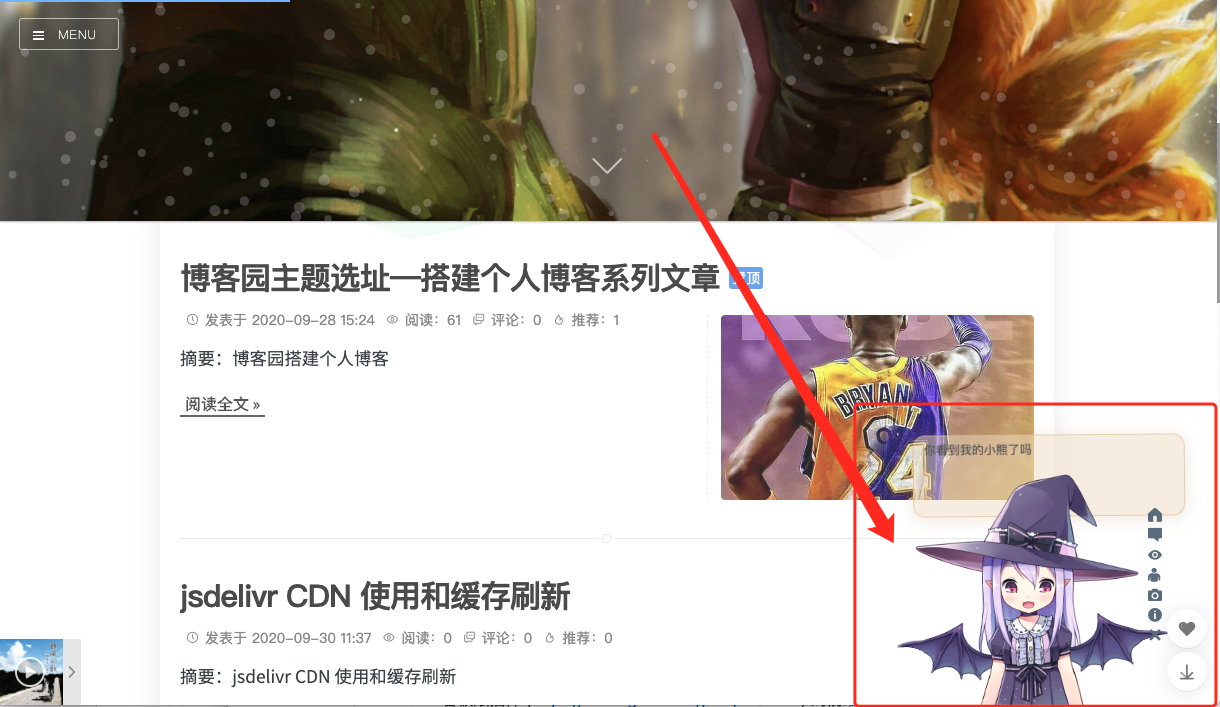 MENU
博客园主题选址—搭建个人博客系列文章
顶
发表于 2020-09-28 15:24 阅读：61 评论：0 推荐：1
摘要：博客园搭建个人博客
阅读全文 »
BRYANT
24
你看到我的小熊了吗
jsdelivr CDN 使用和缓存刷新
发表于 2020-09-30 11:37 阅读：0 评论：0 推荐：0
摘要：jsdelivr CDN 使用和缓存刷新